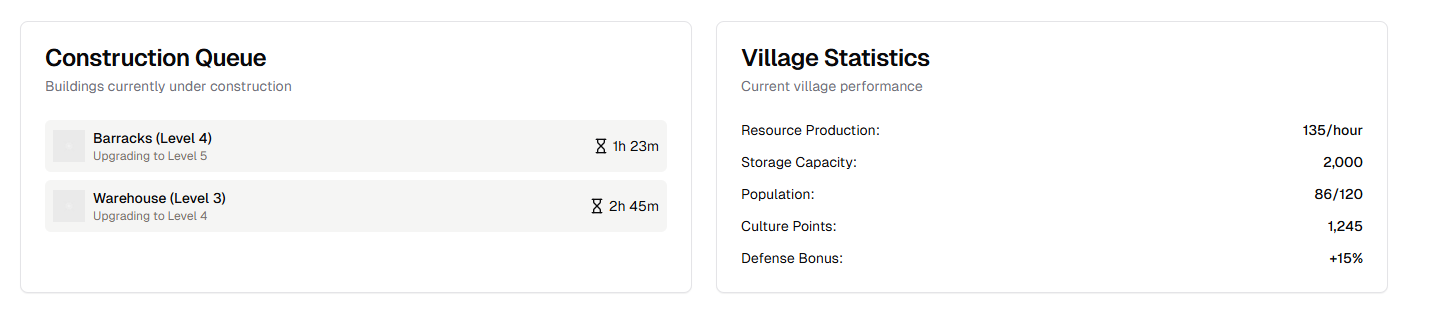 Construction Queue
Buildings currently under construction
Barracks (Level 4)
Upgrading to Level 5
1h 23m
Warehouse (Level 3)
Upgrading to Level 4
2h 45m
Village Statistics
Current village performance
Resource Production: 135/hour
Storage Capacity: 2,000
Population: 86/120
Culture Points: 1,245
Defense Bonus: +15%